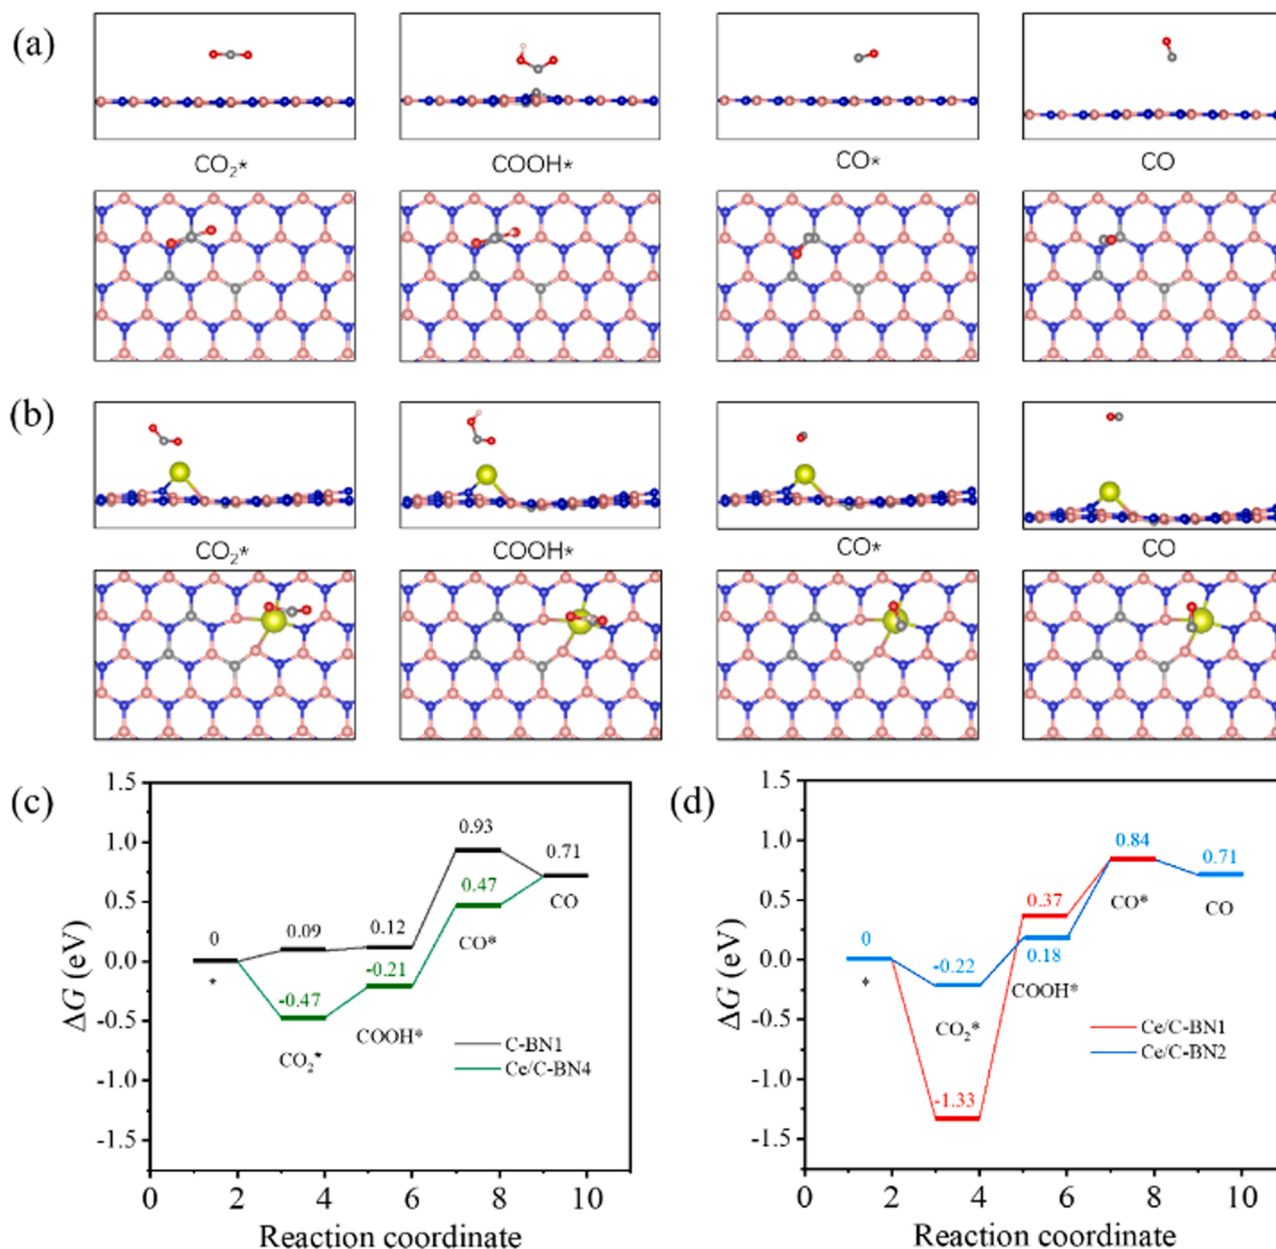 (a)
CO₂* COOH* CO* CO
(b)
CO₂* COOH* CO* CO
(c)
1.5
1.0
0.5
0.0
-0.5
-1.0
-1.5
ΔG (eV)
0 2 4 6 8 10
Reaction coordinate
0
*
0.09
-0.47
CO₂*
0.12
-0.21
COOH*
0.93
0.47
CO*
0.71
CO
C-BN1
Ce/C-BN4
(d)
1.5
1.0
0.5
0.0
-0.5
-1.0
-1.5
ΔG (eV)
0 2 4 6 8 10
Reaction coordinate
0
*
-0.22
CO₂*
-1.33
0.37
0.18
COOH*
0.84
CO*
0.71
CO
Ce/C-BN1
Ce/C-BN2